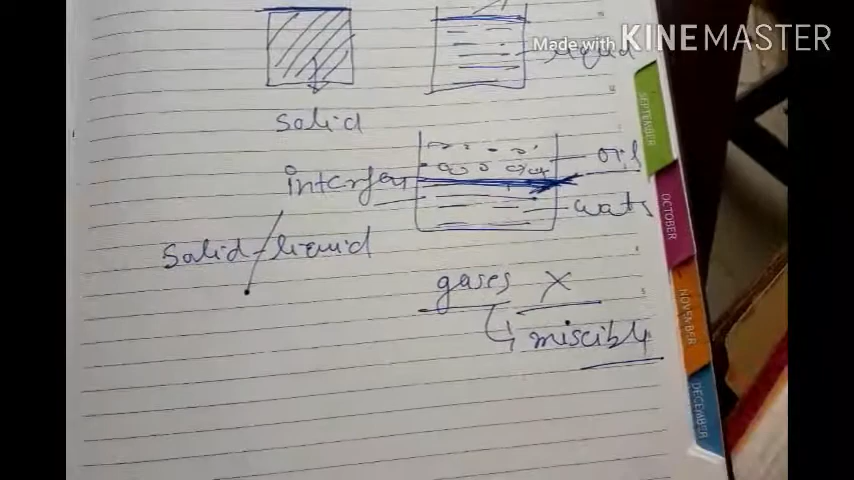 Made with KINEMASTER
liquid
solid
SEPTEMBER
oil
interface
water
OCTOBER
solid-liquid
gases X
NOVEMBER
miscible
DECEMBER